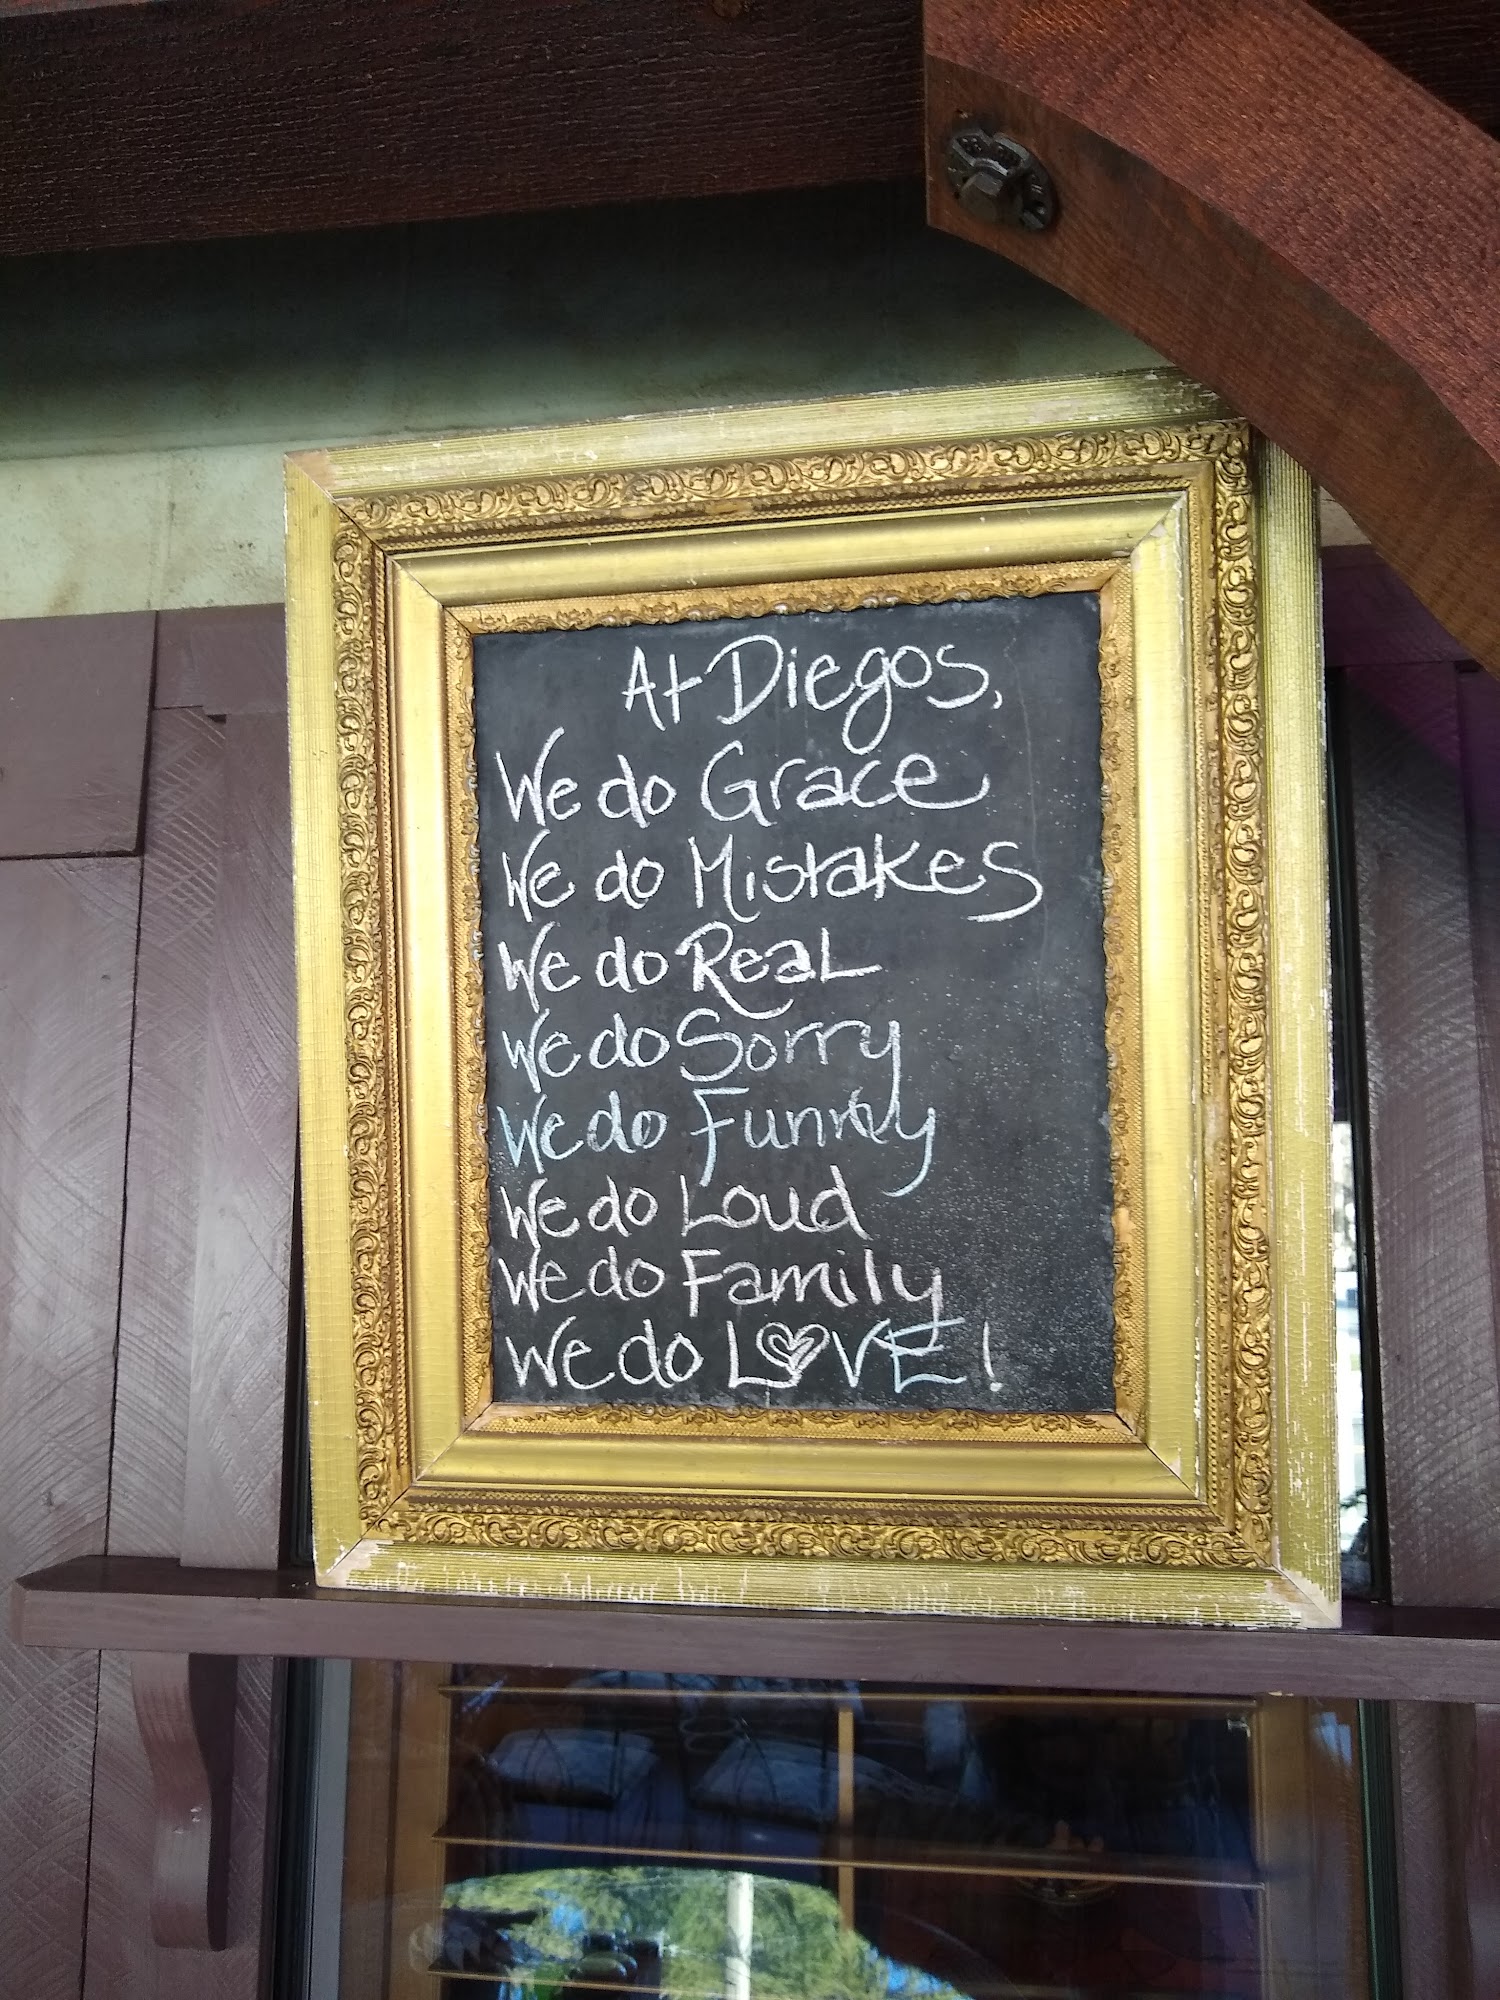 At Diegos,
We do Grace
We do Mistakes
We do Real
We do Sorry
We do Funny
We do Loud
We do Family
We do LOVE!